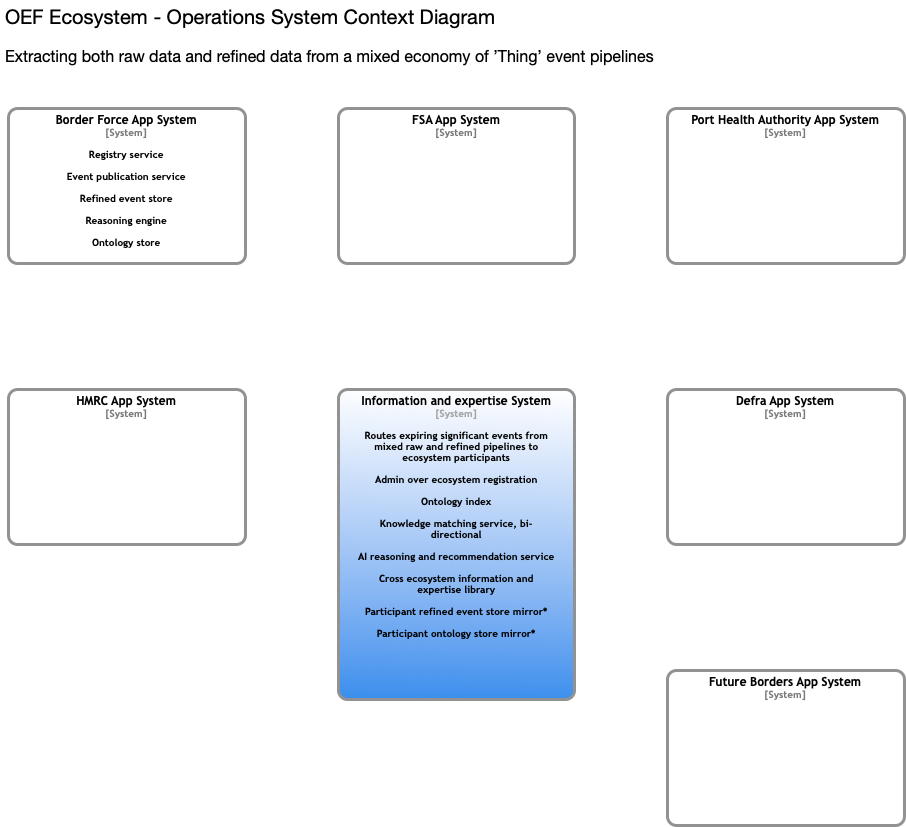 OEF Ecosystem - Operations System Context Diagram
Extracting both raw data and refined data from a mixed economy of ’Thing’ event pipelines
Border Force App System
[System]
Registry service
Event publication service
Refined event store
Reasoning engine
Ontology store
FSA App System
[System]
Port Health Authority App System
[System]
HMRC App System
[System]
Information and expertise System
[System]
Routes expiring significant events from
mixed raw and refined pipelines to
ecosystem participants
Admin over ecosystem registration
Ontology index
Knowledge matching service, bi-
directional
AI reasoning and recommendation service
Cross ecosystem information and
expertise library
Participant refined event store mirror*
Participant ontology store mirror*
Defra App System
[System]
Future Borders App System
[System]